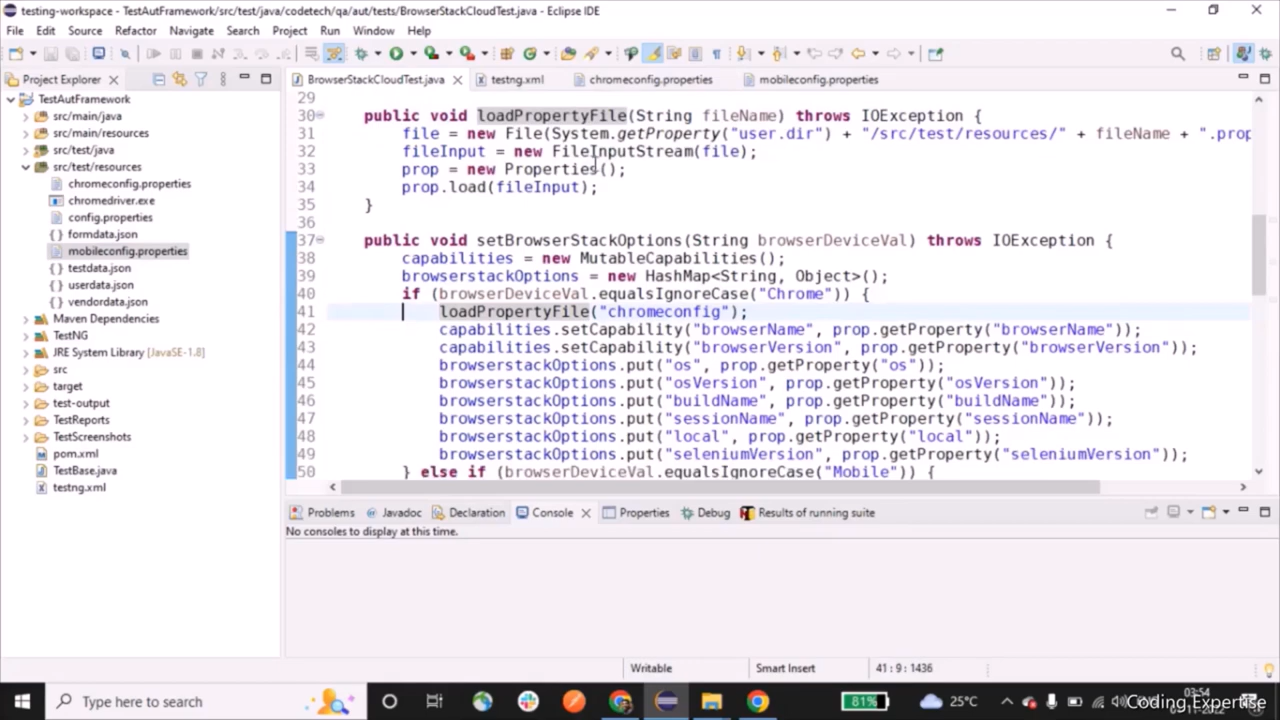 testing-workspace - TestAutFramework/src/test/java/codetech/qa/aut/tests/BrowserStackCloudTest.java - Eclipse IDE
File Edit Source Refactor Navigate Search Project Run Window Help
Project Explorer
BrowserStackCloudTest.java testng.xml chromeconfig.properties mobileconfig.properties
TestAutFramework
src/main/java
src/main/resources
src/test/java
src/test/resources
chromeconfig.properties
chromedriver.exe
config.properties
formdata.json
mobileconfig.properties
testdata.json
userdata.json
vendordata.json
Maven Dependencies
TestNG
JRE System Library [JavaSE-1.8]
src
target
test-output
TestReports
TestScreenshots
pom.xml
TestBase.java
testng.xml
29
30 public void loadPropertyFile(String fileName) throws IOException {
31 file = new File(System.getProperty("user.dir") + "/src/test/resources/" + fileName + ".prop
32 fileInput = new FileInputStream(file);
33 prop = new Properties();
34 prop.load(fileInput);
35 }
36
37 public void setBrowserStackOptions(String browserDeviceVal) throws IOException {
38 capabilities = new MutableCapabilities();
39 browserstackOptions = new HashMap<String, Object>();
40 if (browserDeviceVal.equalsIgnoreCase("Chrome")) {
41 loadPropertyFile("chromeconfig");
42 capabilities.setCapability("browserName", prop.getProperty("browserName"));
43 capabilities.setCapability("browserVersion", prop.getProperty("browserVersion"));
44 browserstackOptions.put("os", prop.getProperty("os"));
45 browserstackOptions.put("osVersion", prop.getProperty("osVersion"));
46 browserstackOptions.put("buildName", prop.getProperty("buildName"));
47 browserstackOptions.put("sessionName", prop.getProperty("sessionName"));
48 browserstackOptions.put("local", prop.getProperty("local"));
49 browserstackOptions.put("seleniumVersion", prop.getProperty("seleniumVersion"));
50 } else if (browserDeviceVal.equalsIgnoreCase("Mobile")) {
Problems Javadoc Declaration Console Properties Debug Results of running suite
No consoles to display at this time.
Writable Smart Insert 41 : 9 : 1436
Type here to search
81% 25°C 03:54
Coding Expertise